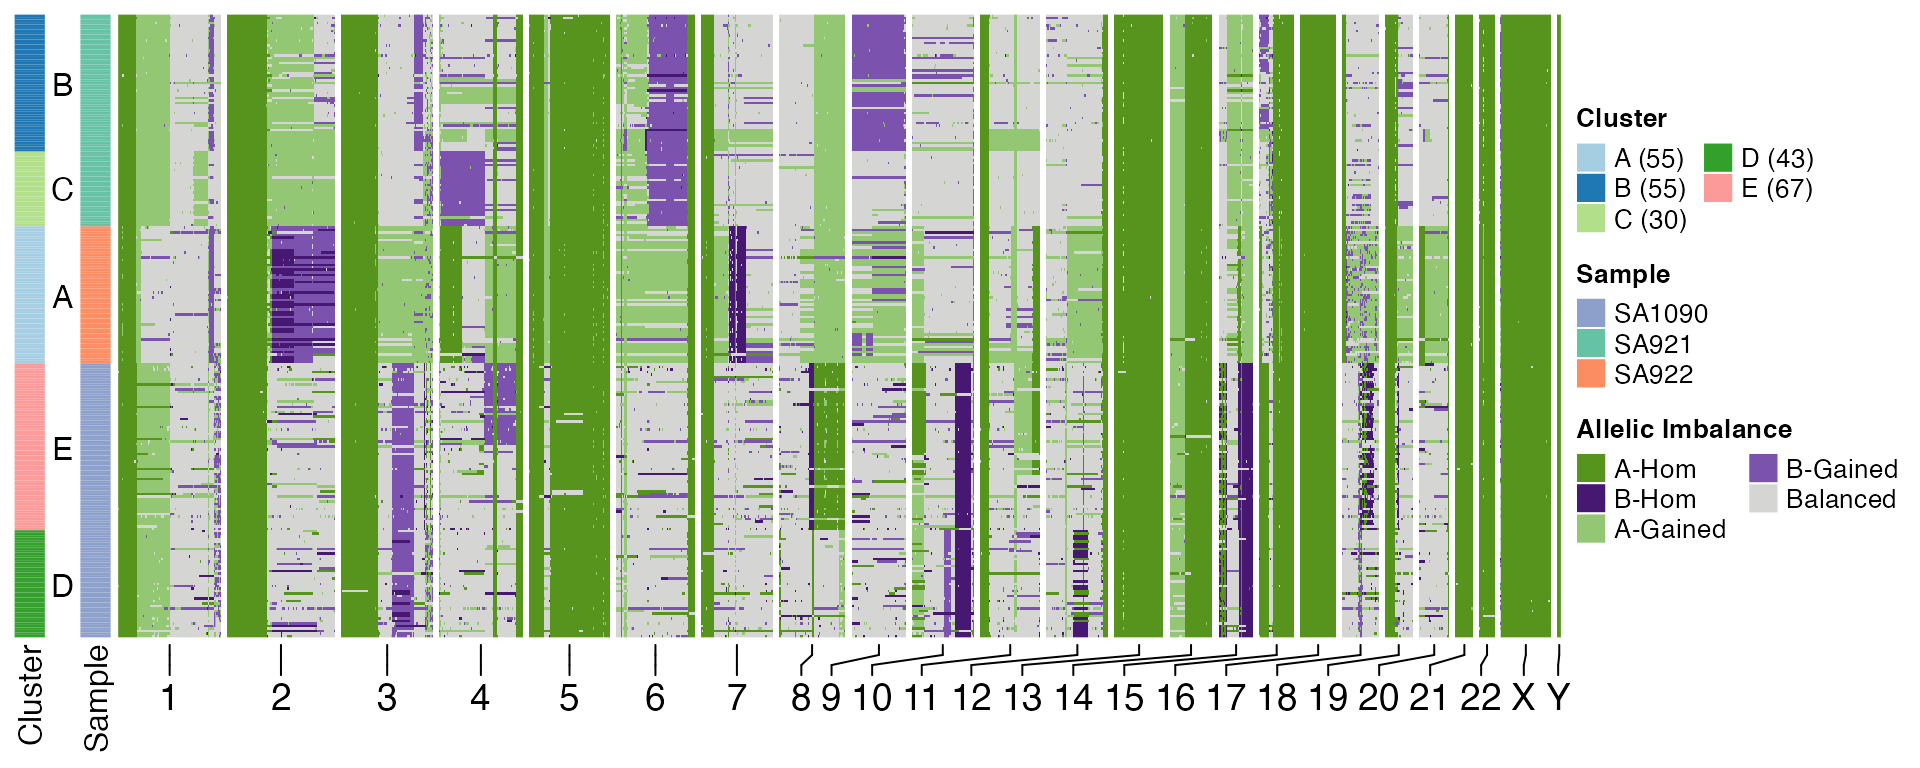 B
C
A
E
D
Cluster
Sample
1 2 3 4 5 6 7 8 9 10 11 12 13 14 15 16 17 18 19 20 21 22 X Y
Cluster
A (55) D (43)
B (55) E (67)
C (30)
Sample
SA1090
SA921
SA922
Allelic Imbalance
A-Hom B-Gained
B-Hom Balanced
A-Gained